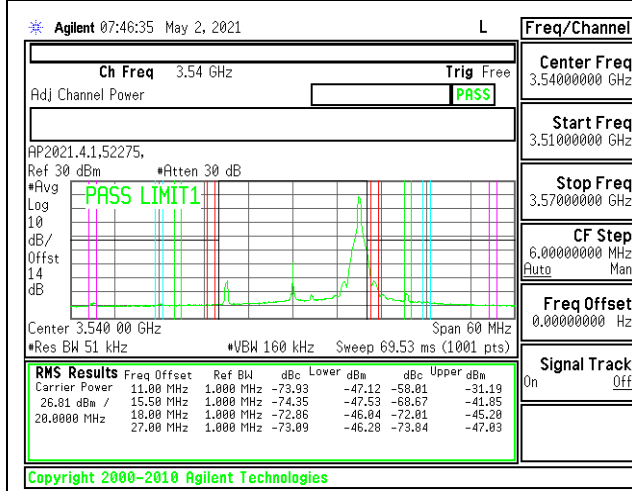 Agilent 07:46:35 May 2, 2021 L
Freq/Channel
Ch Freq 3.54 GHz Trig Free
Adj Channel Power PASS
Center Freq
3.54000000 GHz
Start Freq
3.51000000 GHz
AP2021.4.1,52275,
Ref 30 dBm #Atten 30 dB
#Avg
Log
10
dB/
Offst
14
dB
PASS LIMIT1
Stop Freq
3.57000000 GHz
CF Step
6.00000000 MHz
Auto Man
Freq Offset
0.00000000 Hz
Center 3.540 00 GHz Span 60 MHz
#Res BW 51 kHz #VBW 160 kHz Sweep 69.53 ms (1001 pts)
Signal Track
On Off
RMS Results Freq Offset Ref BW dBc Lower dBm dBc Upper dBm
Carrier Power 11.00 MHz 1.000 MHz -73.93 -47.12 -58.01 -31.19
26.81 dBm / 15.50 MHz 1.000 MHz -74.35 -47.53 -68.67 -41.85
20.0000 MHz 18.00 MHz 1.000 MHz -72.86 -46.04 -72.01 -45.20
27.00 MHz 1.000 MHz -73.09 -46.28 -73.84 -47.03
Copyright 2000-2010 Agilent Technologies